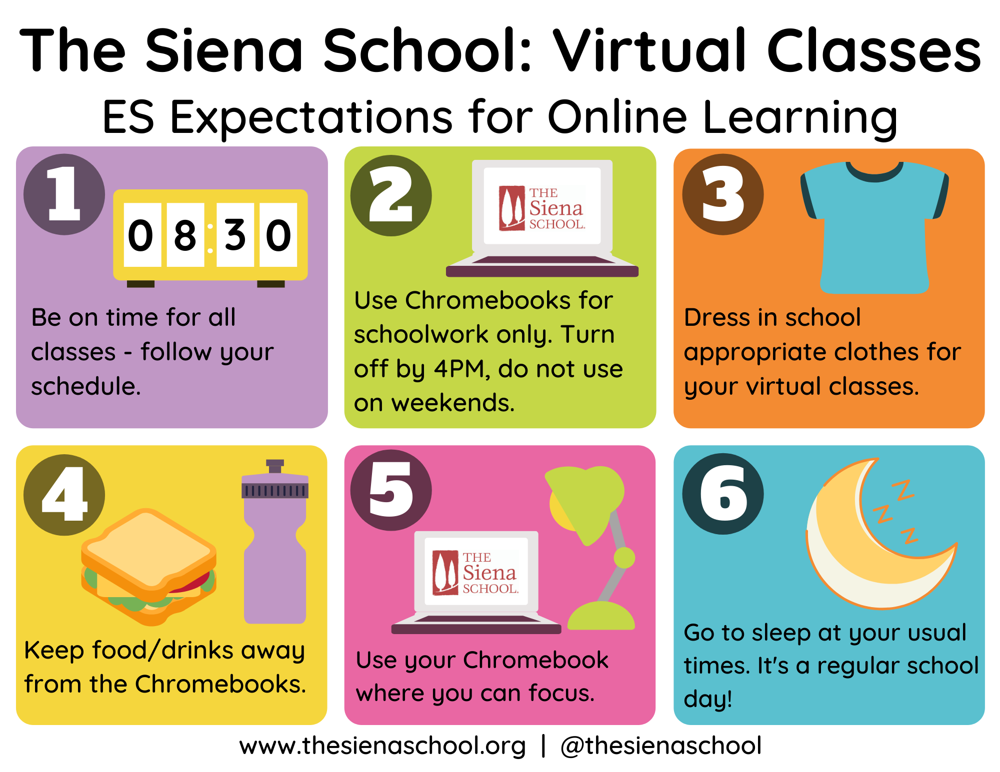 The Siena School: Virtual Classes
ES Expectations for Online Learning
1
08:30
Be on time for all
classes - follow your
schedule.
2
THE
Siena
SCHOOL.
Use Chromebooks for
schoolwork only. Turn
off by 4PM, do not use
on weekends.
3
Dress in school
appropriate clothes for
your virtual classes.
4
Keep food/drinks away
from the Chromebooks.
5
THE
Siena
SCHOOL.
Use your Chromebook
where you can focus.
6
Z
Z
Z
Go to sleep at your usual
times. It's a regular school
day!
www.thesienaschool.org | @thesienaschool